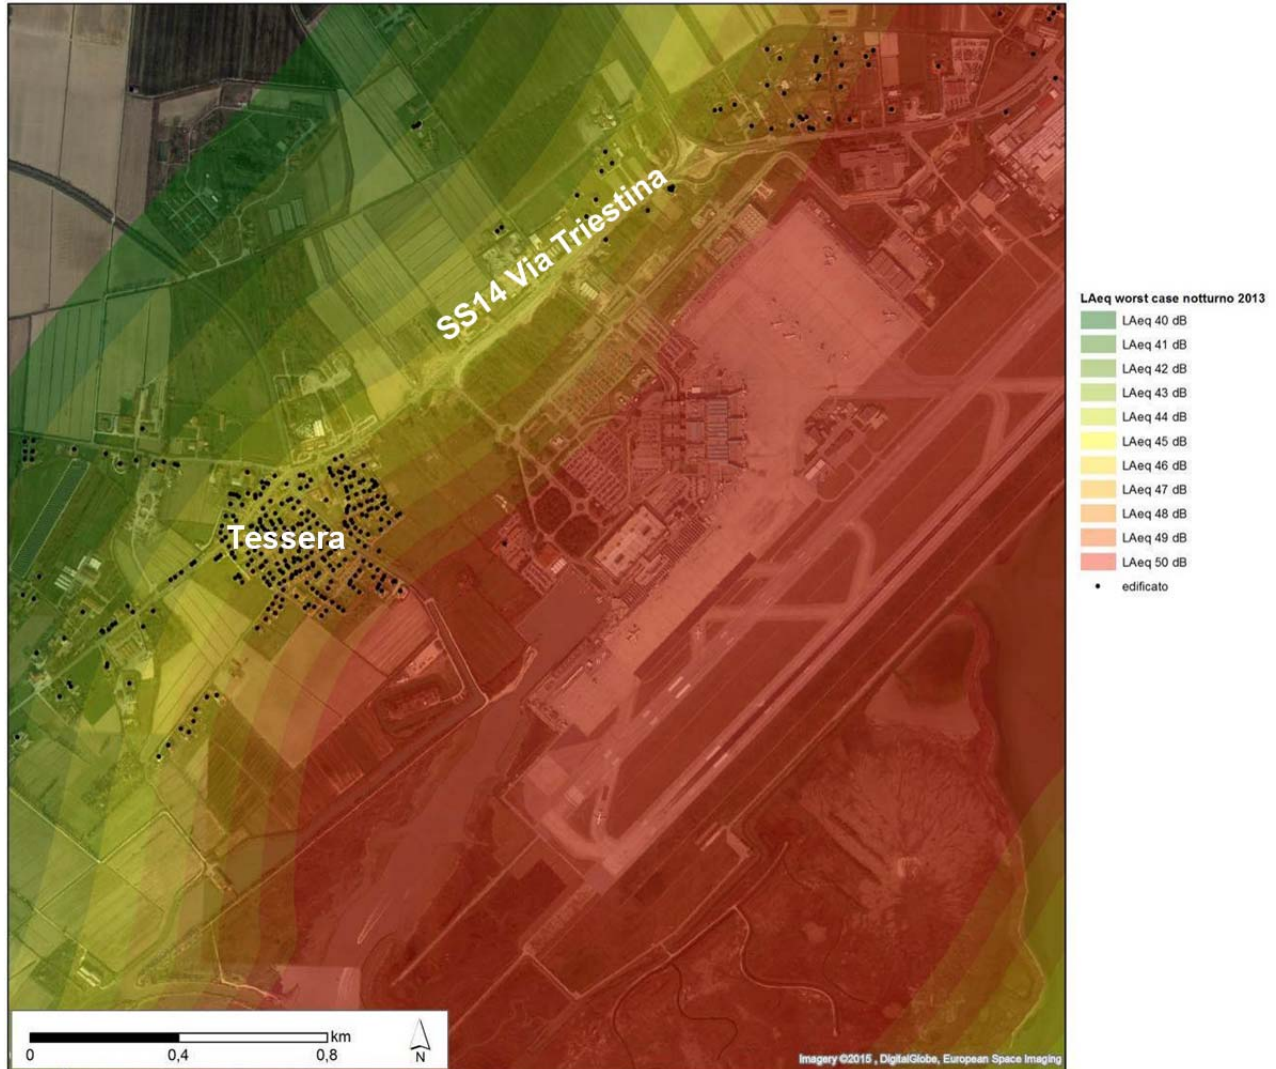 SS14 Via Triestina
Tessera
LAeq worst case notturno 2013
LAeq 40 dB
LAeq 41 dB
LAeq 42 dB
LAeq 43 dB
LAeq 44 dB
LAeq 45 dB
LAeq 46 dB
LAeq 47 dB
LAeq 48 dB
LAeq 49 dB
LAeq 50 dB
edificato
km
0 0,4 0,8
N
Imagery ©2015 , DigitalGlobe, European Space Imaging